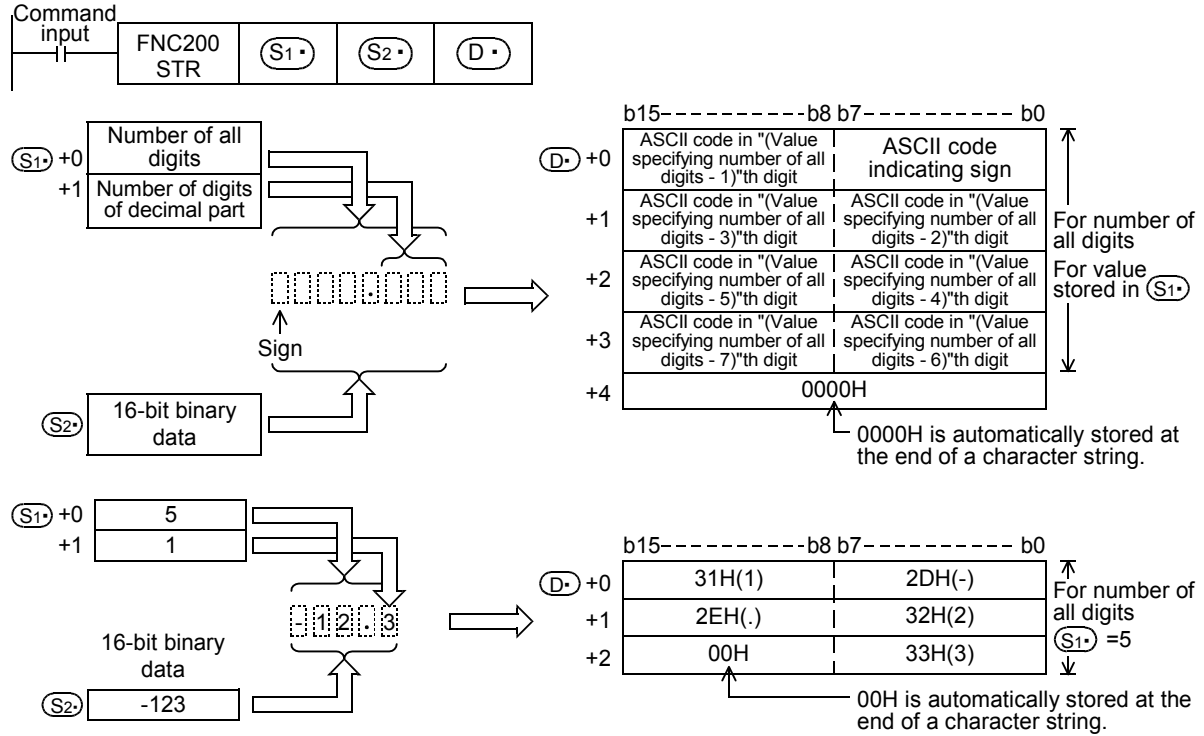 Command
input
FNC200
STR
S1·
S2·
D·
S1· +0
Number of all
digits
+1
Number of digits
of decimal part
.
Sign
S2·
16-bit binary
data
b15
b8 b7
b0
D· +0
ASCII code in "(Value
specifying number of all
digits - 1)"th digit
ASCII code
indicating sign
+1
ASCII code in "(Value
specifying number of all
digits - 3)"th digit
ASCII code in "(Value
specifying number of all
digits - 2)"th digit
+2
ASCII code in "(Value
specifying number of all
digits - 5)"th digit
ASCII code in "(Value
specifying number of all
digits - 4)"th digit
+3
ASCII code in "(Value
specifying number of all
digits - 7)"th digit
ASCII code in "(Value
specifying number of all
digits - 6)"th digit
+4
0000H
For number of
all digits
For value
stored in S1·
0000H is automatically stored at
the end of a character string.
S1· +0
5
+1
1
- 1 2 . 3
16-bit binary
data
S2·
-123
b15
b8 b7
b0
D· +0
31H(1)
2DH(-)
+1
2EH(.)
32H(2)
+2
00H
33H(3)
For number of
all digits
S1· =5
00H is automatically stored at the
end of a character string.